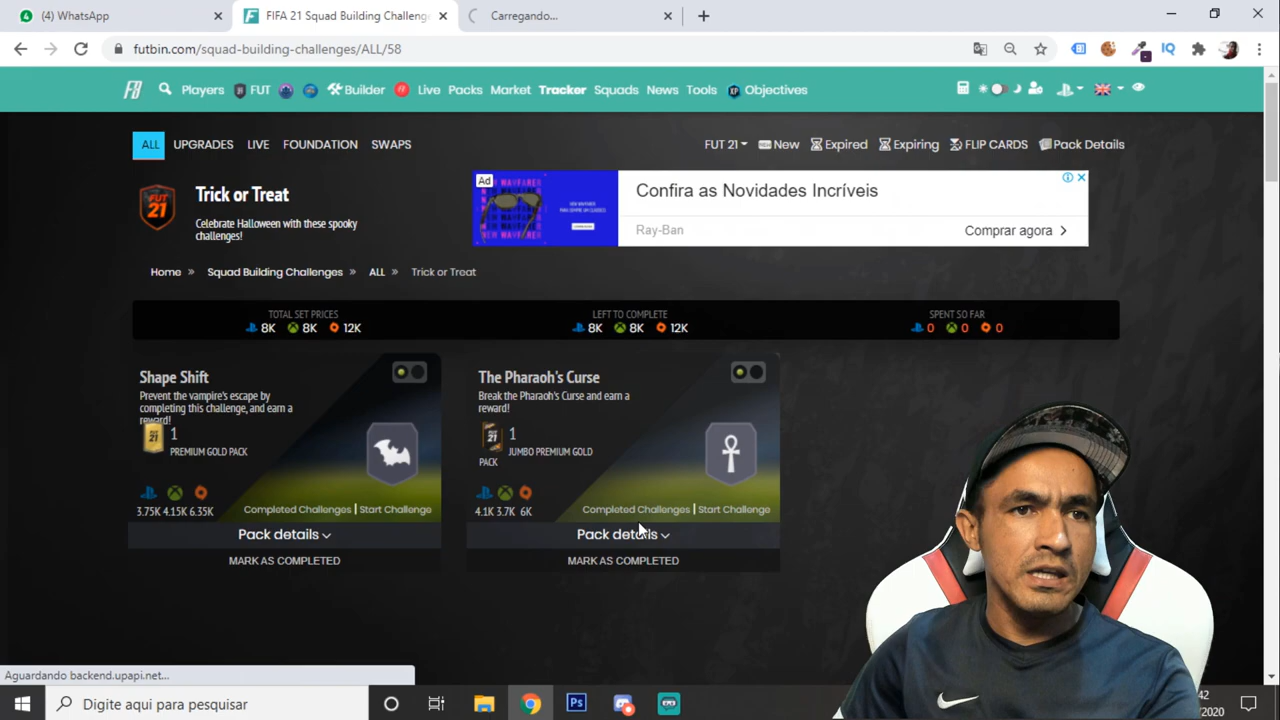 (4) WhatsApp
FIFA 21 Squad Building Challenge
Carregando...
futbin.com/squad-building-challenges/ALL/58
IQ
Players FUT Builder Live Packs Market Tracker Squads News Tools XP Objectives
ALL UPGRADES LIVE FOUNDATION SWAPS
FUT 21 New Expired Expiring FLIP CARDS Pack Details
FUT
21
Trick or Treat
Celebrate Halloween with these spooky
challenges!
Ad
Confira as Novidades Incríveis
Ray-Ban
Comprar agora
Home » Squad Building Challenges » ALL » Trick or Treat
TOTAL SET PRICES
8K 8K 12K
LEFT TO COMPLETE
8K 8K 12K
SPENT SO FAR
0 0 0
Shape Shift
Prevent the vampire's escape by
completing this challenge, and earn a
reward!
1
PREMIUM GOLD PACK
3.75K 4.15K 6.35K
Completed Challenges | Start Challenge
Pack details
MARK AS COMPLETED
The Pharaoh's Curse
Break the Pharaoh's Curse and earn a
reward!
1
JUMBO PREMIUM GOLD
PACK
4.1K 3.7K 6K
Completed Challenges | Start Challenge
Pack details
MARK AS COMPLETED
Aguardando backend.upapi.net...
Digite aqui para pesquisar
Ps
42
/2020